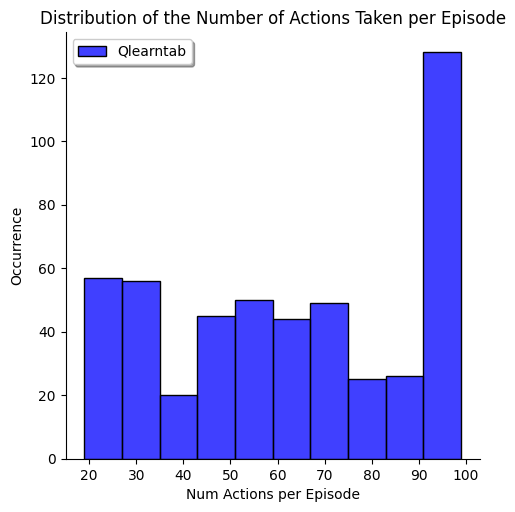 Distribution of the Number of Actions Taken per Episode
Qlearntab
120
100
80
60
40
20
0
Occurrence
20 30 40 50 60 70 80 90 100
Num Actions per Episode